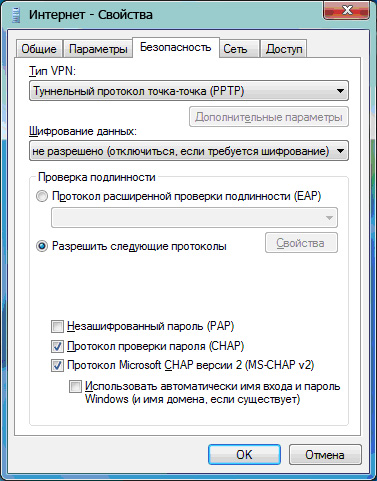 Интернет - Свойства
Общие Параметры Безопасность Сеть Доступ
Тип VPN:
Туннельный протокол точка-точка (PPTP)
Дополнительные параметры
Шифрование данных:
не разрешено (отключиться, если требуется шифрование)
Проверка подлинности
Протокол расширенной проверки подлинности (EAP)
Разрешить следующие протоколы
Свойства
Незашифрованный пароль (PAP)
Протокол проверки пароля (CHAP)
Протокол Microsoft CHAP версии 2 (MS-CHAP v2)
Использовать автоматически имя входа и пароль
Windows (и имя домена, если существует)
OK Отмена